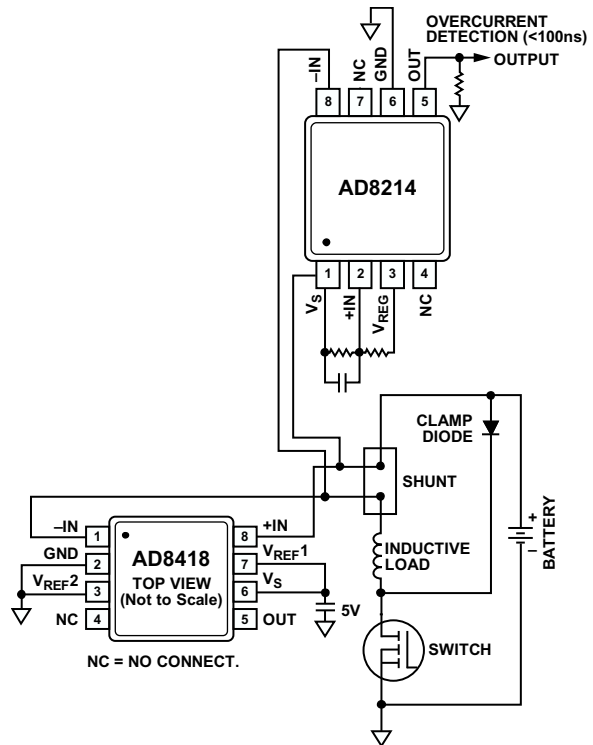 OVERCURRENT
DETECTION (<100ns)
OUTPUT
–IN
NC
GND
OUT
8
7
6
5
AD8214
1
2
3
4
VS
+IN
VREG
NC
CLAMP
DIODE
SHUNT
+
–
BATTERY
INDUCTIVE
LOAD
SWITCH
–IN
GND
VREF2
NC
1
2
3
4
AD8418
TOP VIEW
(Not to Scale)
8
7
6
5
+IN
VREF1
VS
OUT
5V
NC = NO CONNECT.